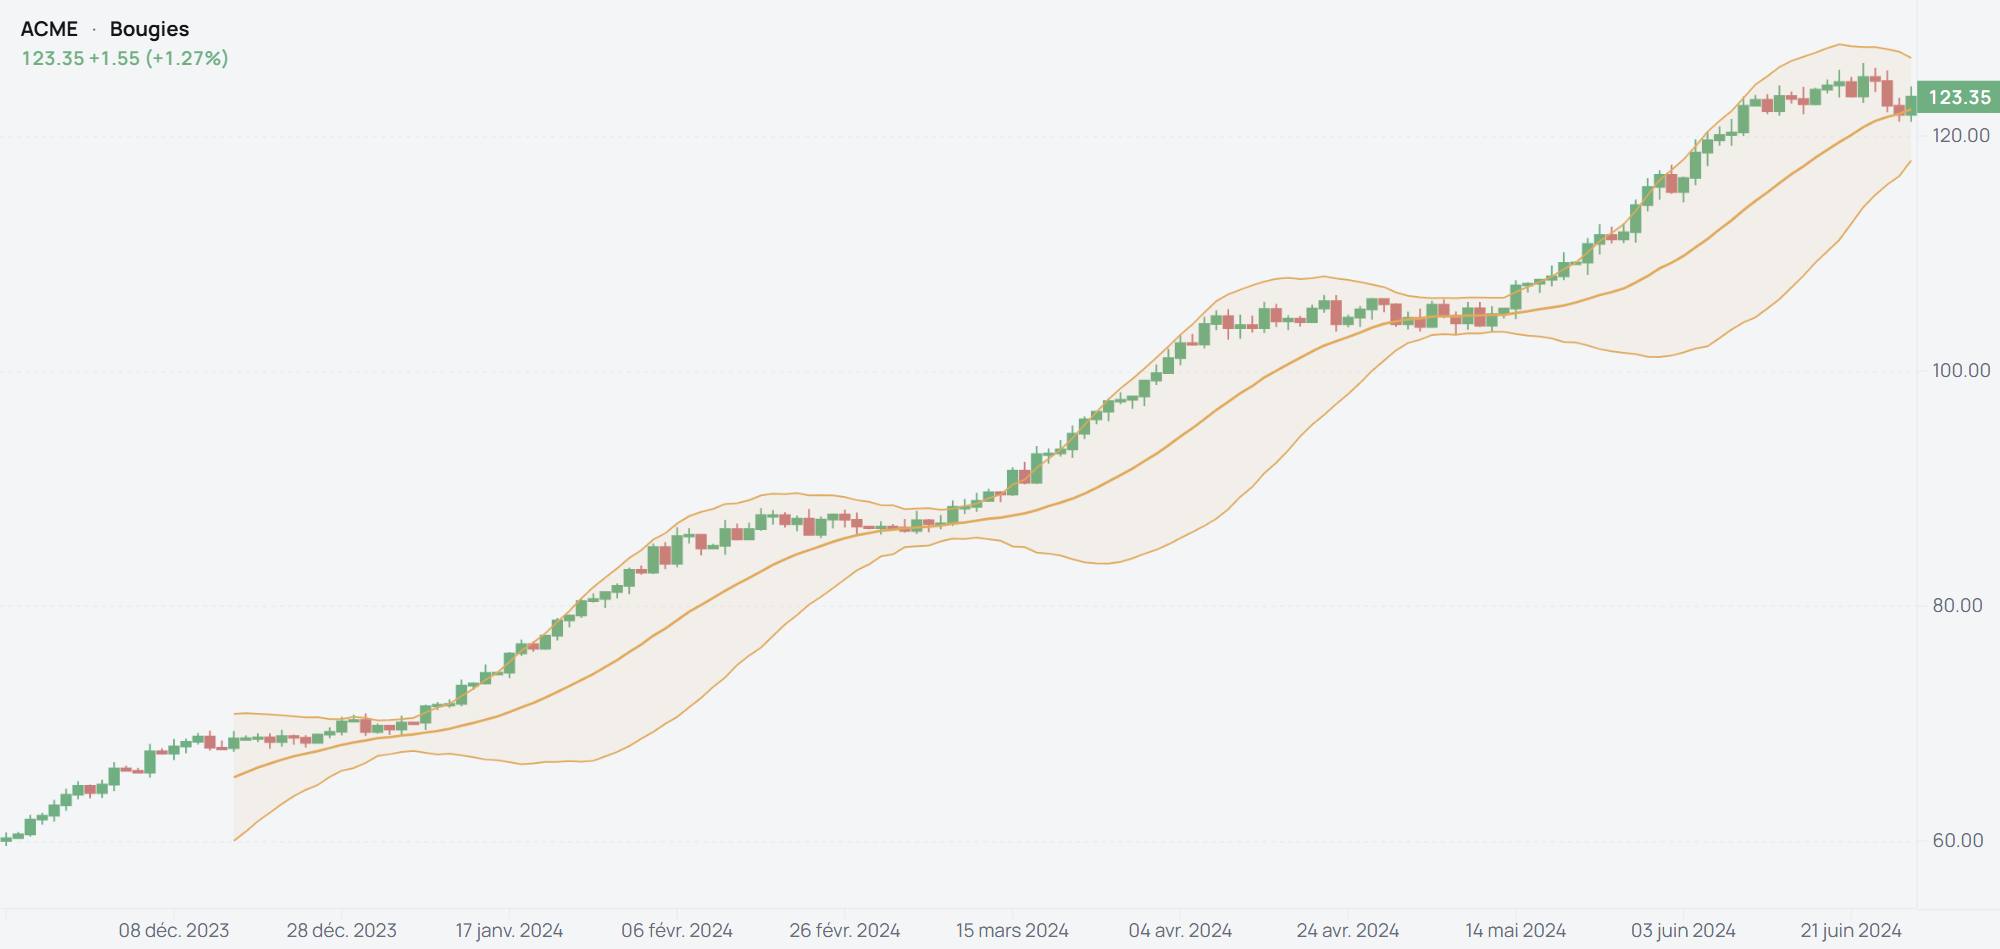 ACME · Bougies
123.35 +1.55 (+1.27%)
123.35
120.00
100.00
80.00
60.00
08 déc. 2023
28 déc. 2023
17 janv. 2024
06 févr. 2024
26 févr. 2024
15 mars 2024
04 avr. 2024
24 avr. 2024
14 mai 2024
03 juin 2024
21 juin 2024